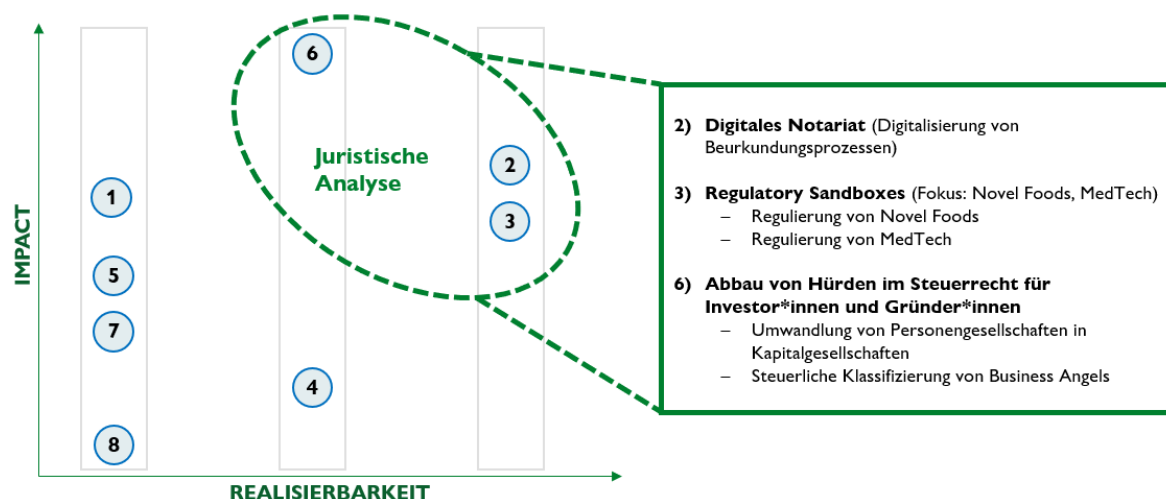 6
2) Digitales Notariat (Digitalisierung von
Beurkundungsprozessen)
Juristische
Analyse
2
3) Regulatory Sandboxes (Fokus: Novel Foods, MedTech)
– Regulierung von Novel Foods
– Regulierung von MedTech
1
3
5
6) Abbau von Hürden im Steuerrecht für
Investor*innen und Gründer*innen
– Umwandlung von Personengesellschaften in
Kapitalgesellschaften
– Steuerliche Klassifizierung von Business Angels
7
4
8
IMPACT
REALISIERBARKEIT